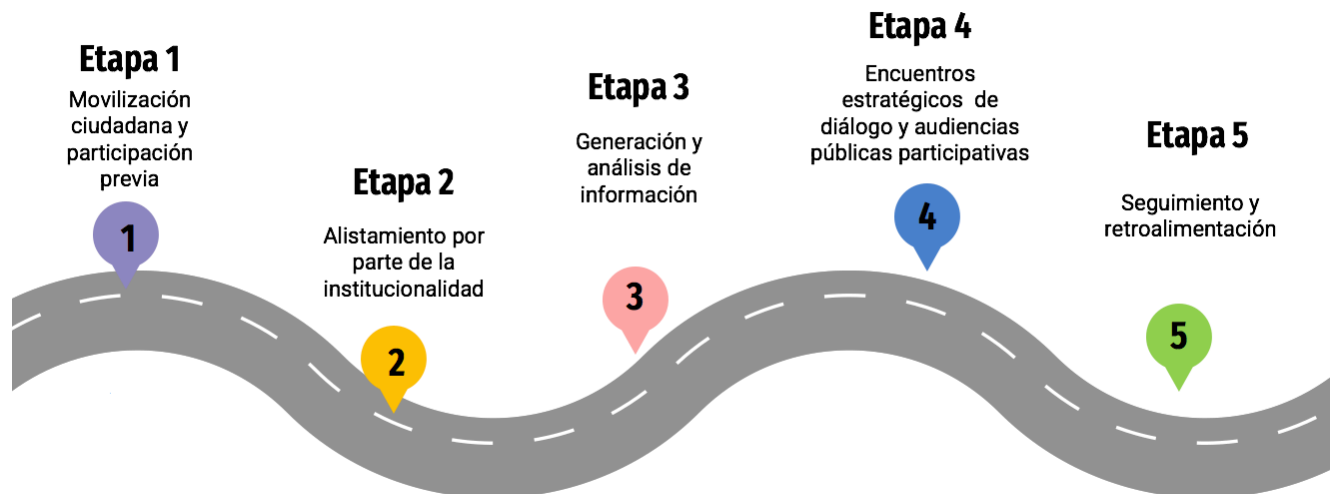 Etapa 1
Movilización
ciudadana y
participación
previa
1
Etapa 2
Alistamiento por
parte de la
institucionalidad
2
Etapa 3
Generación y
análisis de
información
3
Etapa 4
Encuentros
estratégicos de
diálogo y audiencias
públicas participativas
4
Etapa 5
Seguimiento y
retroalimentación
5